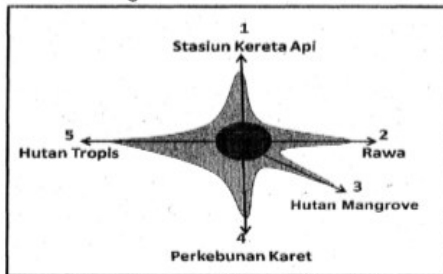 1
Stasiun Kereta Api
5
Hutan Tropis
2
Rawa
3
Hutan Mangrove
4
Perkebunan Karet